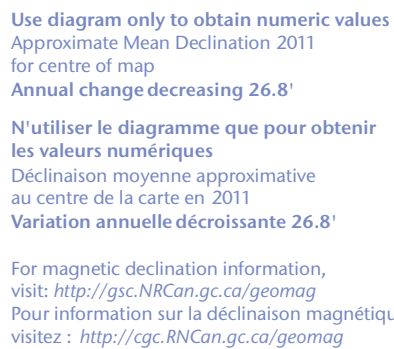 Use diagram only to obtain numeric values
Approximate Mean Declination 2011
for centre of map
Annual change decreasing 26.8'
N'utiliser le diagramme que pour obtenir
les valeurs numériques
Déclinaison moyenne approximative
au centre de la carte en 2011
Variation annuelle décroissante 26.8'
For magnetic declination information,
visit: http://gsc.NRCan.gc.ca/geomag
Pour information sur la déclinaison magnétiqu
visitez : http://cgc.RNCan.gc.ca/geomag